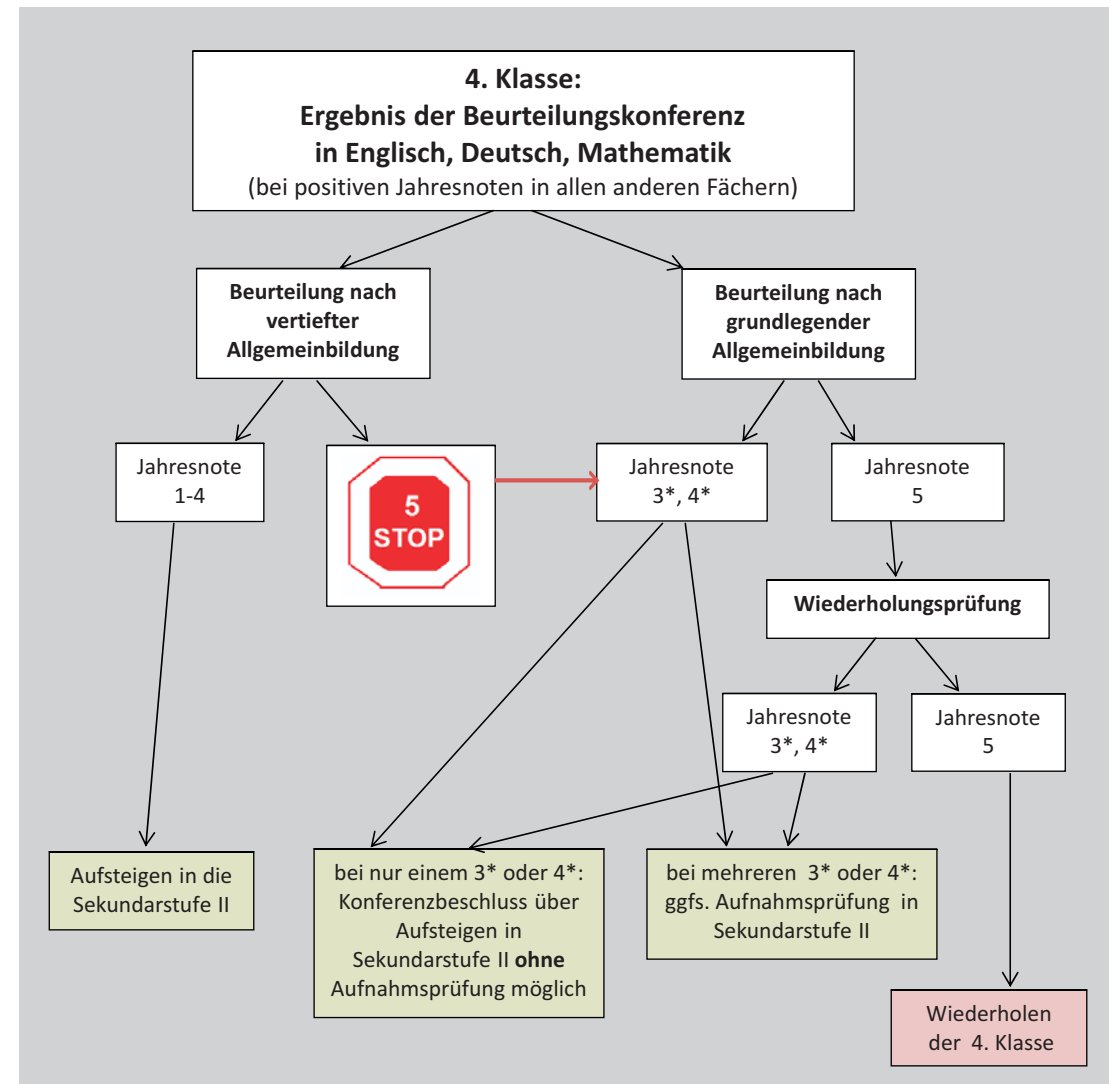 4. Klasse:
Ergebnis der Beurteilungskonferenz
in Englisch, Deutsch, Mathematik
(bei positiven Jahresnoten in allen anderen Fächern)
Beurteilung nach
vertiefter
Allgemeinbildung
Beurteilung nach
grundlegender
Allgemeinbildung
Jahresnote
1-4
5
STOP
Jahresnote
3*, 4*
Jahresnote
5
Wiederholungsprüfung
Jahresnote
3*, 4*
Jahresnote
5
Aufsteigen in die
Sekundarstufe II
bei nur einem 3* oder 4*:
Konferenzbeschluss über
Aufsteigen in
Sekundarstufe II ohne
Aufnahmsprüfung möglich
bei mehreren 3* oder 4*:
ggfs. Aufnahmsprüfung in
Sekundarstufe II
Wiederholen
der 4. Klasse